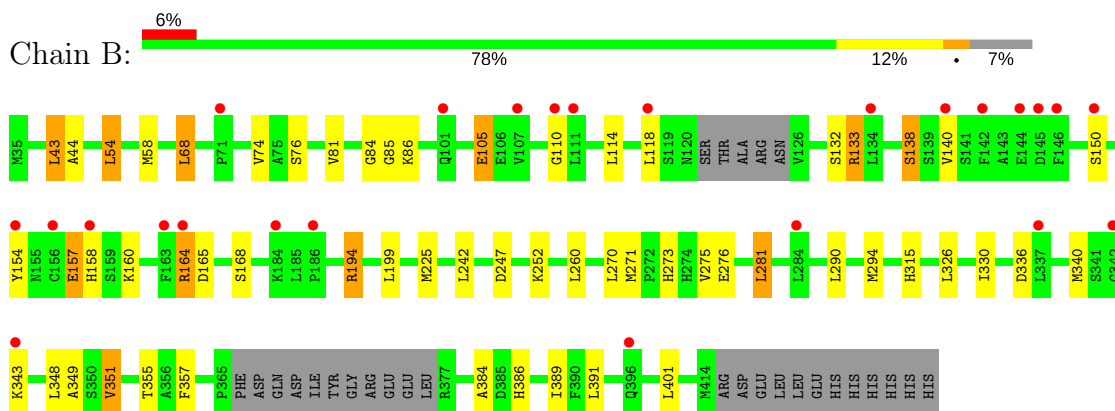 6%
Chain B:
78% 12% • 7%
M35 L43 A44 L54 M58 L68 P71 V74 A75 S76 V81 G84 G85 K86 Q101 E105 E106 V107 G110 L111 L114 L118 S119 N120 SER THR ALA ARG ASN V126 S132 R133 L134 S138 S139 V140 S141 F142 A143 E144 D145 F146 S150
Y154 N155 C156 E157 H158 S159 K160 F163 R164 D165 S168 K184 L185 P186 R194 L199 M225 L242 D247 K252 L260 L270 M271 P272 H273 H274 V275 E276 L281 L284 L290 M294 H315 L326 I330 D336 L337 M340 S341 C342
K343 L348 A349 S350 V351 T355 A356 F357 P365 PHE ASP GLN ASP ILE TYR GLY ARG GLU GLU LEU R377 A384 D385 H386 I389 F390 L391 Q396 L401 M414 ARG ASP GLU LEU LEU GLU HIS HIS HIS HIS HIS HIS